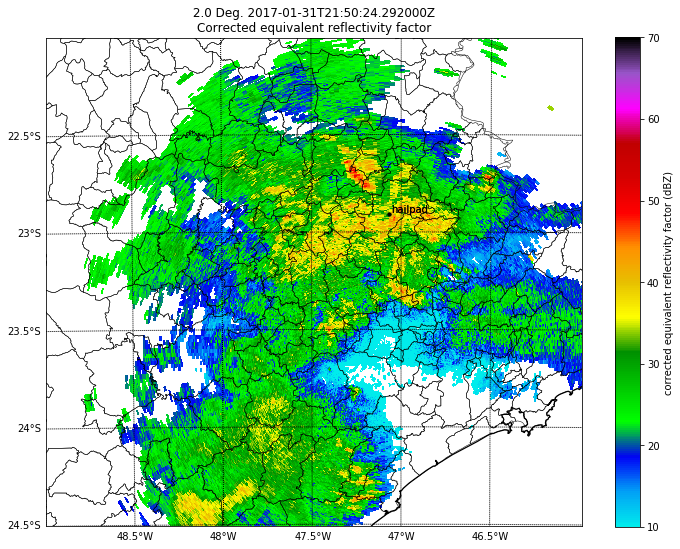 2.0 Deg. 2017-01-31T21:50:24.292000Z
Corrected equivalent reflectivity factor
70
60
50
40
30
20
10
corrected equivalent reflectivity factor (dBZ)
22.5°S
23°S
23.5°S
24°S
24.5°S
hailpad
48.5°W
48°W
47.5°W
47°W
46.5°W